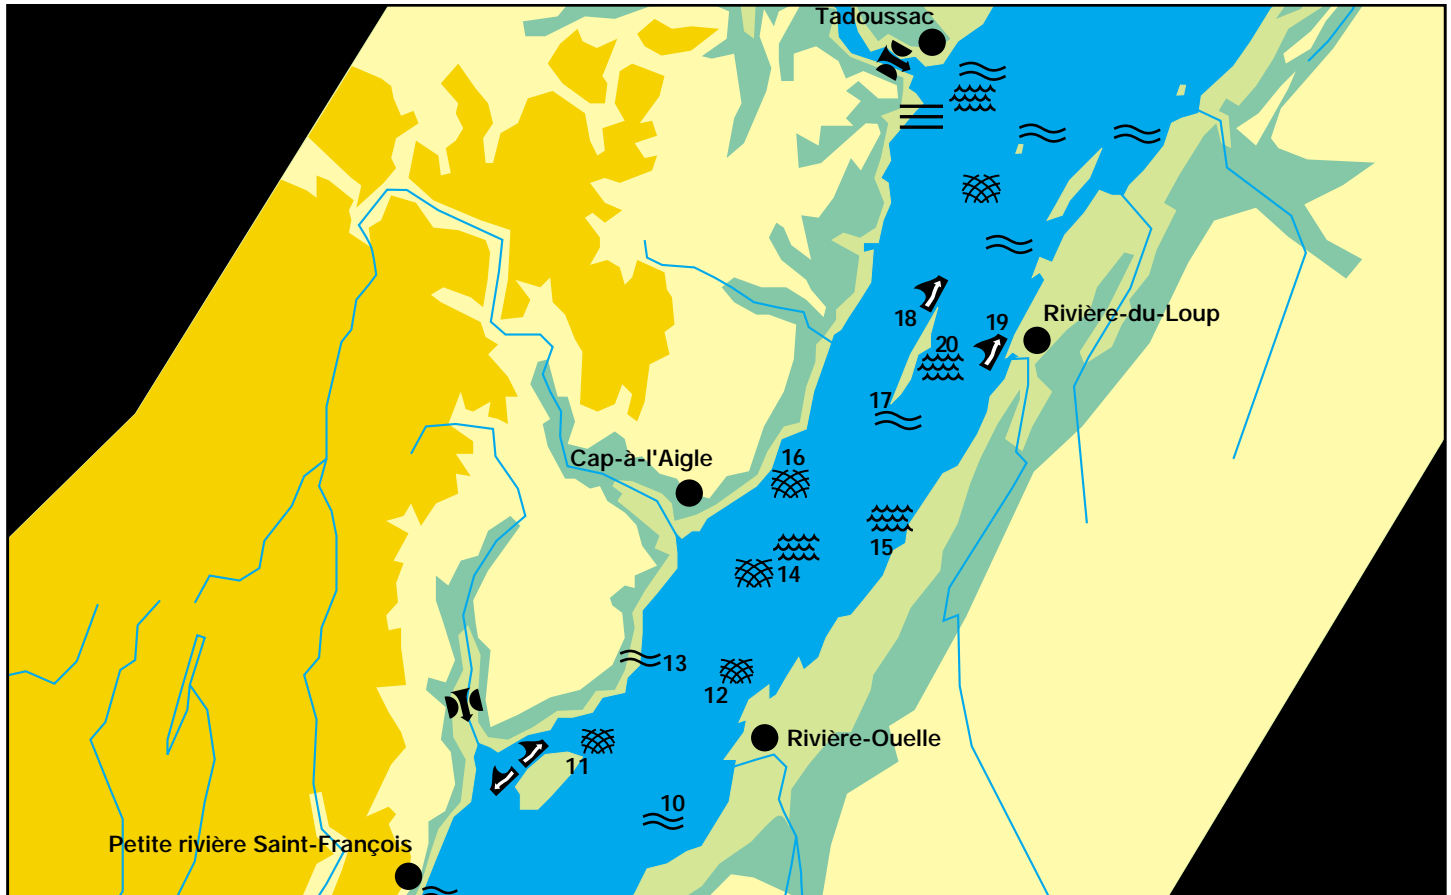 Tadoussac
18
19
Rivière-du-Loup
20
17
Cap-à-l'Aigle
16
15
14
13
12
Rivière-Ouelle
11
10
Petite rivière Saint-François